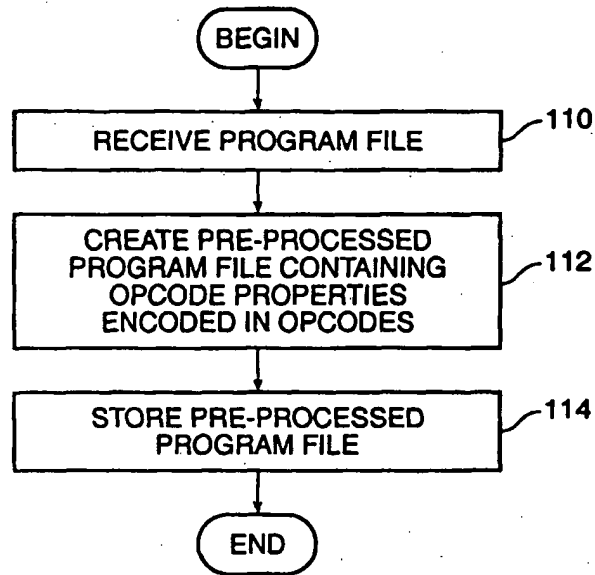 BEGIN
RECEIVE PROGRAM FILE
110
CREATE PRE-PROCESSED
PROGRAM FILE CONTAINING
OPCODE PROPERTIES
ENCODED IN OPCODES
112
STORE PRE-PROCESSED
PROGRAM FILE
114
END